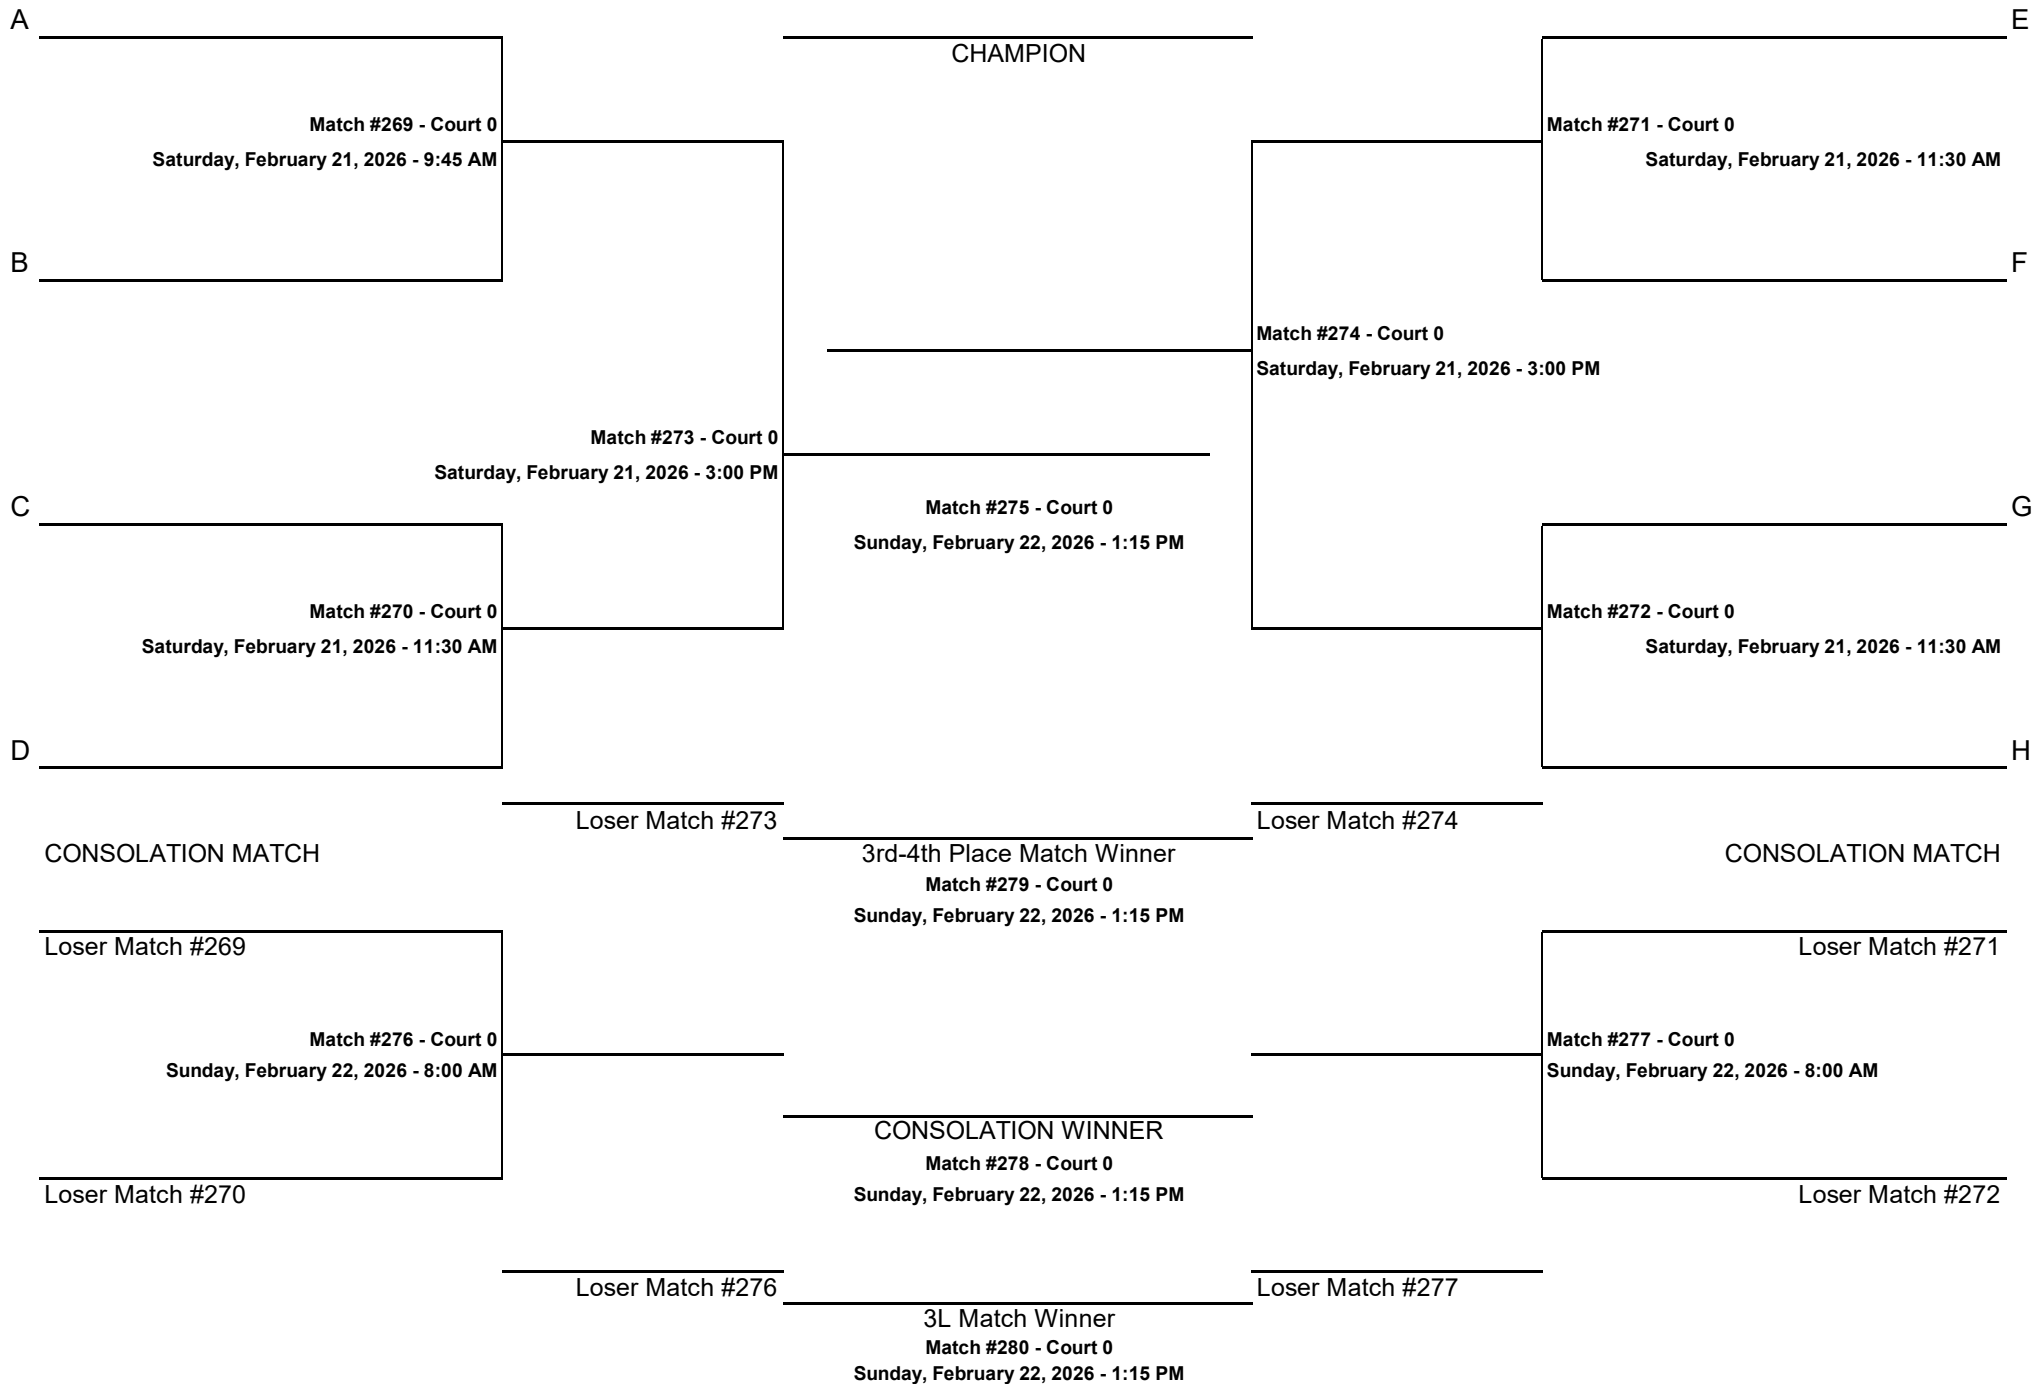 A
E
CHAMPION
Match #269 - Court 0
Match #271 - Court 0
Saturday, February 21, 2026 - 9:45 AM
Saturday, February 21, 2026 - 11:30 AM
B
F
Match #274 - Court 0
Saturday, February 21, 2026 - 3:00 PM
Match #273 - Court 0
Saturday, February 21, 2026 - 3:00 PM
C
G
Match #275 - Court 0
Sunday, February 22, 2026 - 1:15 PM
Match #270 - Court 0
Match #272 - Court 0
Saturday, February 21, 2026 - 11:30 AM
Saturday, February 21, 2026 - 11:30 AM
D
H
Loser Match #273
Loser Match #274
CONSOLATION MATCH
3rd-4th Place Match Winner
CONSOLATION MATCH
Match #279 - Court 0
Sunday, February 22, 2026 - 1:15 PM
Loser Match #269
Loser Match #271
Match #276 - Court 0
Match #277 - Court 0
Sunday, February 22, 2026 - 8:00 AM
Sunday, February 22, 2026 - 8:00 AM
CONSOLATION WINNER
Match #278 - Court 0
Sunday, February 22, 2026 - 1:15 PM
Loser Match #270
Loser Match #272
Loser Match #276
Loser Match #277
3L Match Winner
Match #280 - Court 0
Sunday, February 22, 2026 - 1:15 PM